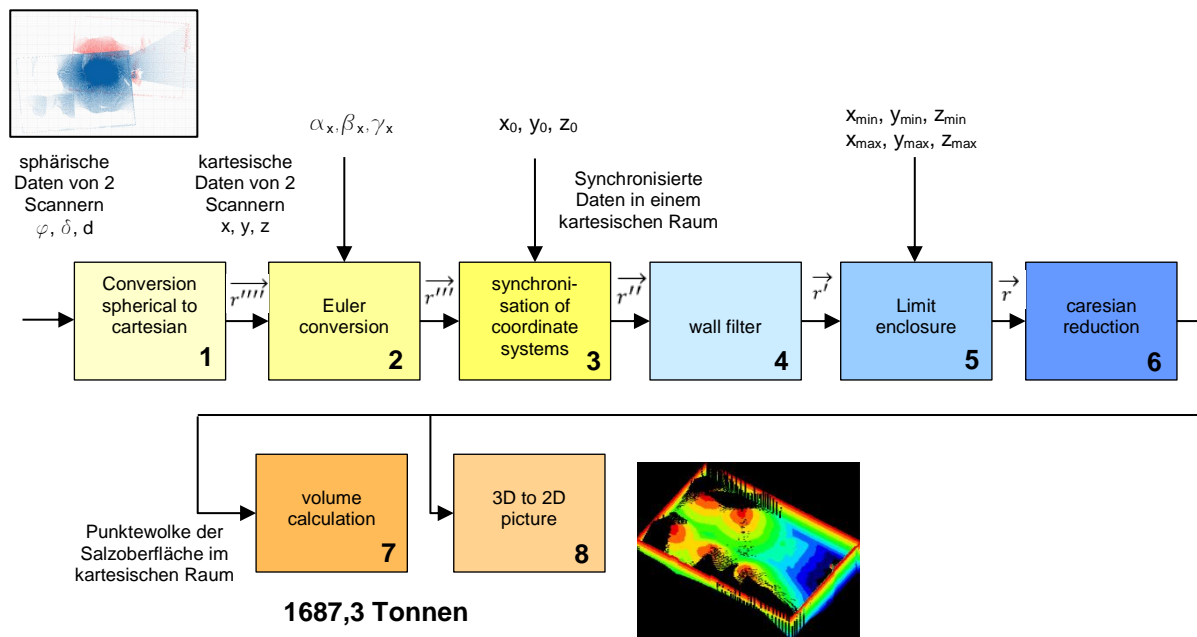 sphärische
Daten von 2
Scannern
φ, δ, d
kartesische
Daten von 2
Scannern
x, y, z
αx,βx,γx
x0, y0, z0
Synchronisierte
Daten in einem
kartesischen Raum
xmin, ymin, zmin
xmax, ymax, zmax
Conversion
spherical to
cartesian
1
r''''
Euler
conversion
2
r'''
synchroni-
sation of
coordinate
systems
3
r''
wall filter
4
r'
Limit
enclosure
5
r
caresian
reduction
6
Punktewolke der
Salzoberfläche im
kartesischen Raum
volume
calculation
7
3D to 2D
picture
8
1687,3 Tonnen